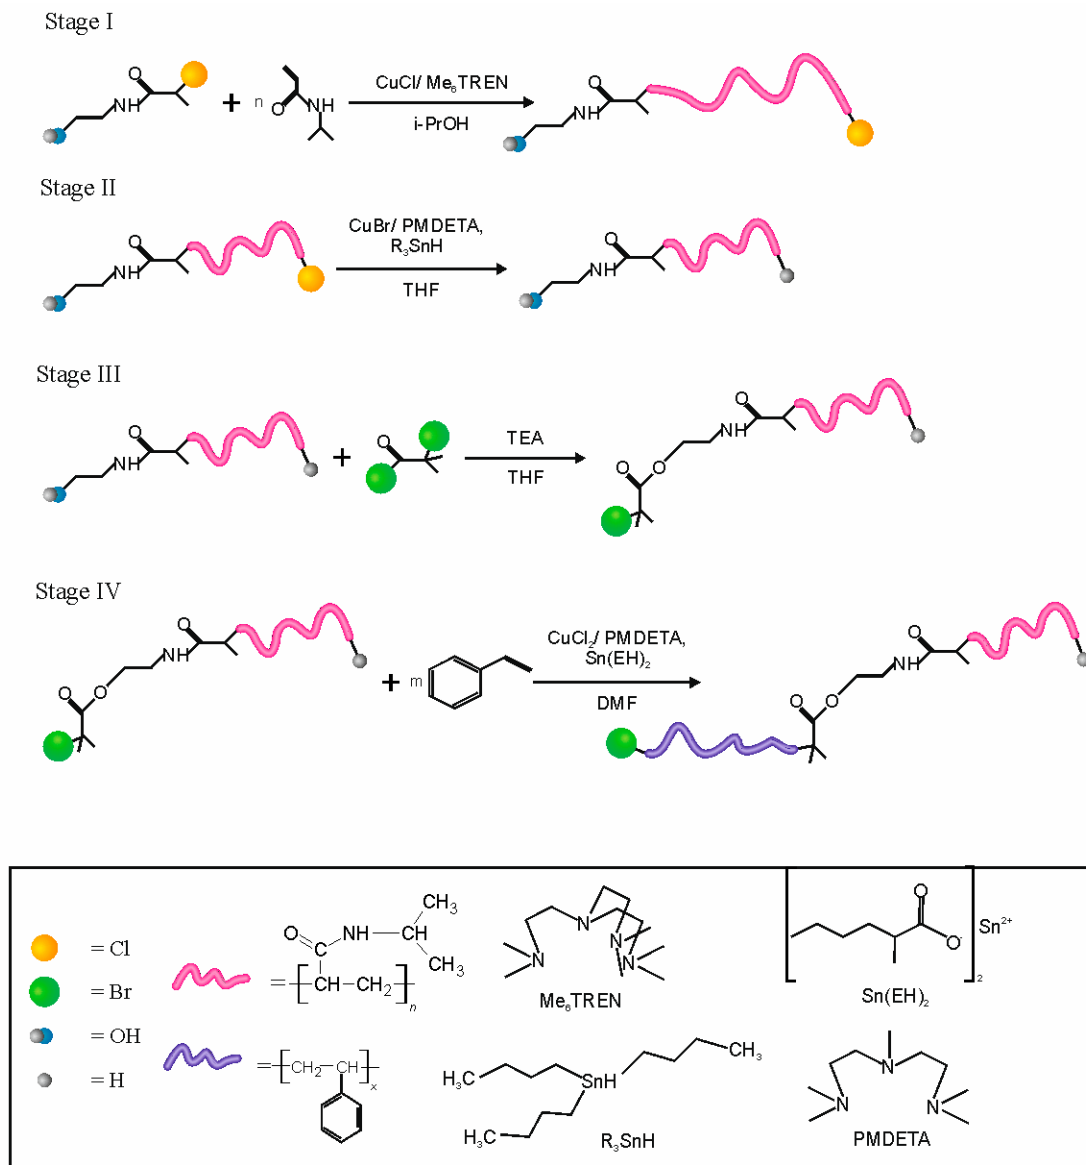 Stage I
O
NH
+ n
O
NH
CuCl/ Me₆TREN
i-PrOH
O
NH
Stage II
O
NH
CuBr/ PMDETA,
R₃SnH
THF
O
NH
Stage III
O
NH
+
O
TEA
THF
O
NH
O
O
Stage IV
O
NH
O
O
+ m
CuCl₂/ PMDETA,
Sn(EH)₂
DMF
O
NH
O
O
= Cl
= Br
= OH
= H
=
O
C
NH
CH
CH₃
CH₃
CH
CH₂
n
=
CH₂
CH
x
N
N
N
N
Me₆TREN
O
O⁻
Sn²⁺
2
Sn(EH)₂
H₃C
SnH
CH₃
H₃C
R₃SnH
N
N
N
PMDETA